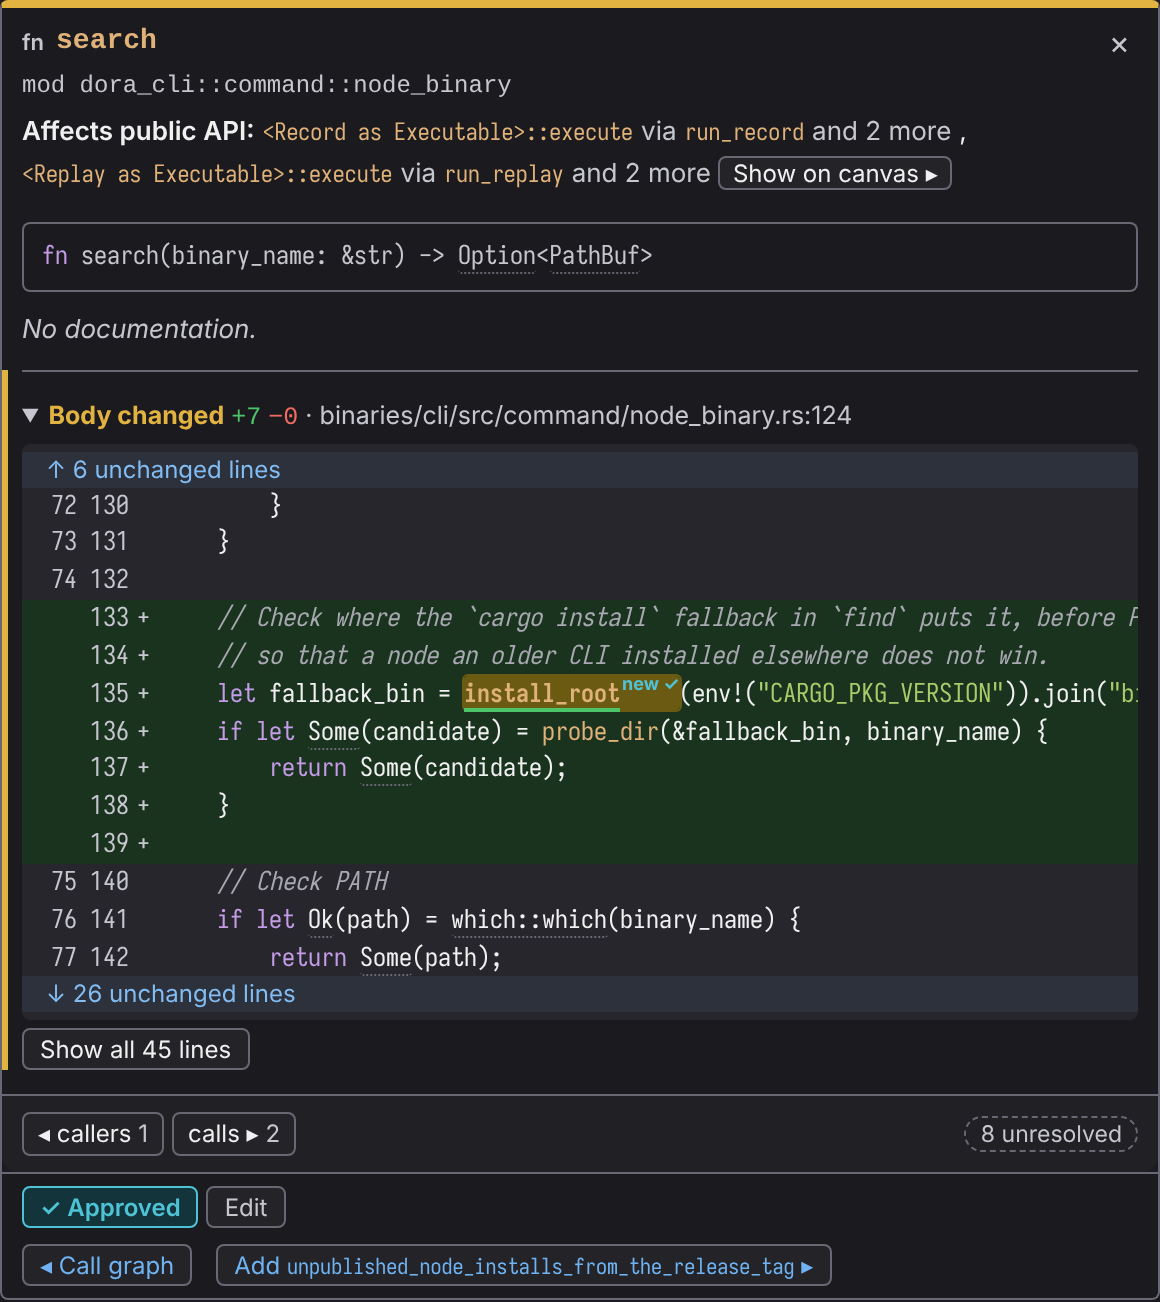 fn search ×
mod dora_cli::command::node_binary
Affects public API: <Record as Executable>::execute via run_record and 2 more ,
<Replay as Executable>::execute via run_replay and 2 more Show on canvas ▸
fn search(binary_name: &str) -> Option<PathBuf>
No documentation.
▼ Body changed +7 −0 · binaries/cli/src/command/node_binary.rs:124
↑ 6 unchanged lines
72 130 }
73 131 }
74 132
133 + // Check where the `cargo install` fallback in `find` puts it, before
134 + // so that a node an older CLI installed elsewhere does not win.
135 + let fallback_bin = install_root new ✓ (env!("CARGO_PKG_VERSION")).join("bi
136 + if let Some(candidate) = probe_dir(&fallback_bin, binary_name) {
137 + return Some(candidate);
138 + }
139 +
75 140 // Check PATH
76 141 if let Ok(path) = which::which(binary_name) {
77 142 return Some(path);
↓ 26 unchanged lines
Show all 45 lines
◂ callers 1 calls ▸ 2 8 unresolved
✓ Approved Edit
◂ Call graph Add unpublished_node_installs_from_the_release_tag ▸